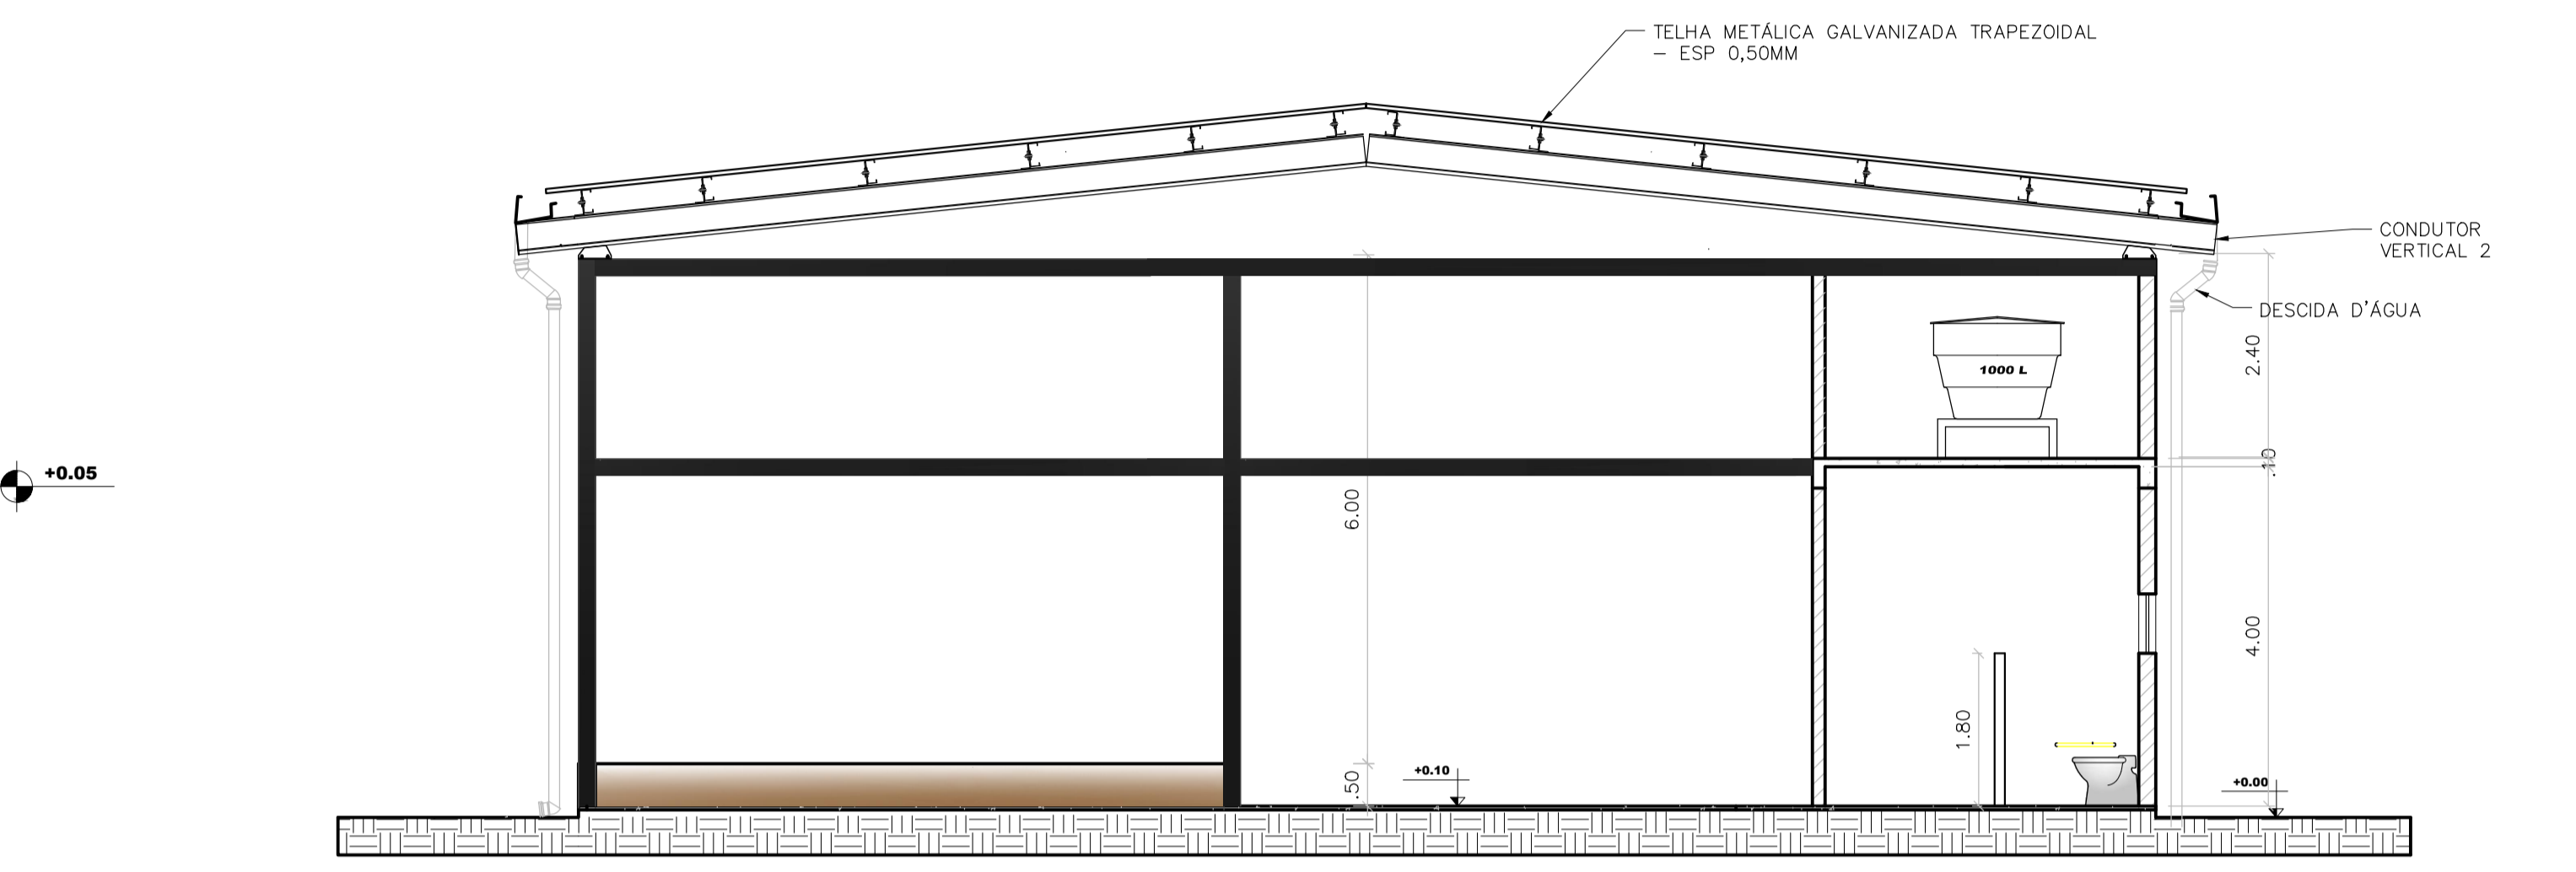 TELHA METÁLICA GALVANIZADA TRAPEZOIDAL
- ESP 0,50MM
CONDUTOR
VERTICAL 2
DESCIDA D'ÁGUA
2.40
1000 L
.10
+0.05
6.00
4.00
1.80
.50
+0.10
+0.00